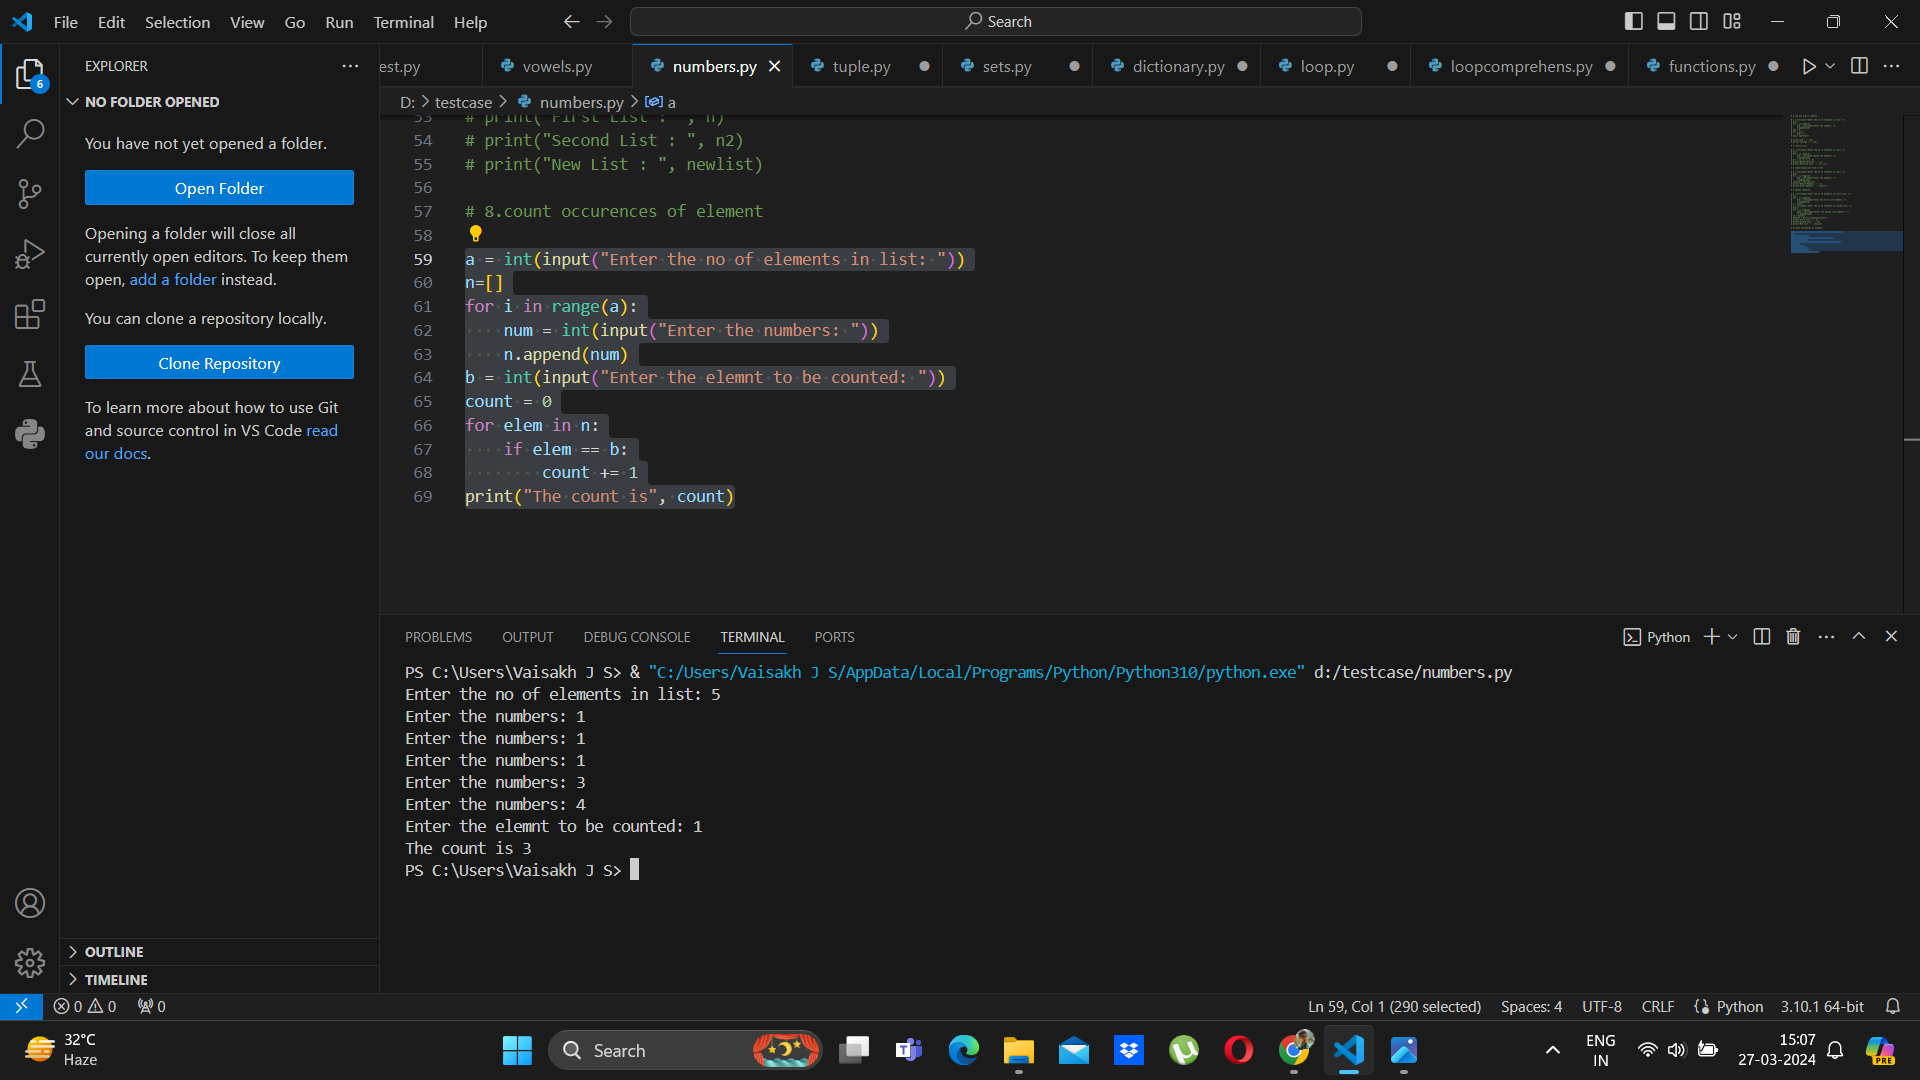 File Edit Selection View Go Run Terminal Help
Search
EXPLORER
6
NO FOLDER OPENED
You have not yet opened a folder.
Open Folder
Opening a folder will close all
currently open editors. To keep them
open, add a folder instead.
You can clone a repository locally.
Clone Repository
To learn more about how to use Git
and source control in VS Code read
our docs.
OUTLINE
TIMELINE
est.py vowels.py numbers.py tuple.py sets.py dictionary.py loop.py loopcomprehens.py functions.py
D: > testcase > numbers.py > a
53 # print("First List : ", n)
54 # print("Second List : ", n2)
55 # print("New List : ", newlist)
56
57 # 8.count occurences of element
58
59 a = int(input("Enter the no of elements in list: "))
60 n=[]
61 for i in range(a):
62 num = int(input("Enter the numbers: "))
63 n.append(num)
64 b = int(input("Enter the elemnt to be counted: "))
65 count = 0
66 for elem in n:
67 if elem == b:
68 count += 1
69 print("The count is", count)
PROBLEMS OUTPUT DEBUG CONSOLE TERMINAL PORTS
Python
PS C:\Users\Vaisakh J S> & "C:/Users/Vaisakh J S/AppData/Local/Programs/Python/Python310/python.exe" d:/testcase/numbers.py
Enter the no of elements in list: 5
Enter the numbers: 1
Enter the numbers: 1
Enter the numbers: 1
Enter the numbers: 3
Enter the numbers: 4
Enter the elemnt to be counted: 1
The count is 3
PS C:\Users\Vaisakh J S>
0 0 0
Ln 59, Col 1 (290 selected) Spaces: 4 UTF-8 CRLF Python 3.10.1 64-bit
32°C
Haze
Search
ENG
IN
15:07
27-03-2024
PRE